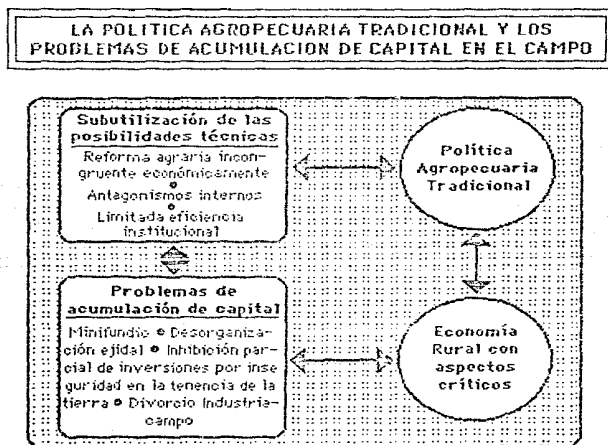 LA POLITICA AGROPECUARIA TRADICIONAL Y LOS
PROBLEMAS DE ACUMULACION DE CAPITAL EN EL CAMPO
Subutilización de las
posibilidades técnicas
Reforma agraria incon-
gruente económicamente
•
Antagonismos internos
•
Limitada eficiencia
institucional
Política
Agropecuaria
Tradicional
Problemas de
acumulación de capital
Minifundio • Desorganiza-
ción ejidal • Inhibición par-
cial de inversiones por inse
guridad en la tenencia de la
tierra • Divorcio Industria-
campo
Economía
Rural con
aspectos
críticos